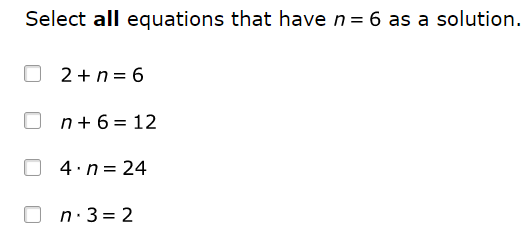 Select all equations that have n = 6 as a solution.
2 + n = 6
n + 6 = 12
4 · n = 24
n · 3 = 2